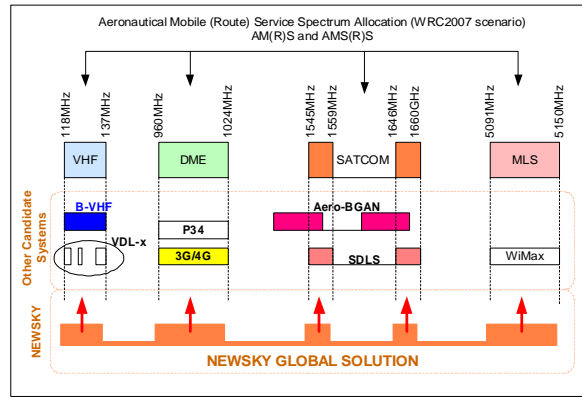 Aeronautical Mobile (Route) Service Spectrum Allocation (WRC2007 scenario)
AM(R)S and AMS(R)S
118MHz
137MHz
960MHz
1024MHz
1545MHz
1559MHz
1646MHz
1660GHz
5091MHz
5150MHz
VHF
DME
SATCOM
MLS
Other Candidate
Systems
B-VHF
VDL-x
P34
3G/4G
Aero-BGAN
SDLS
WiMax
NEWSKY
NEWSKY GLOBAL SOLUTION